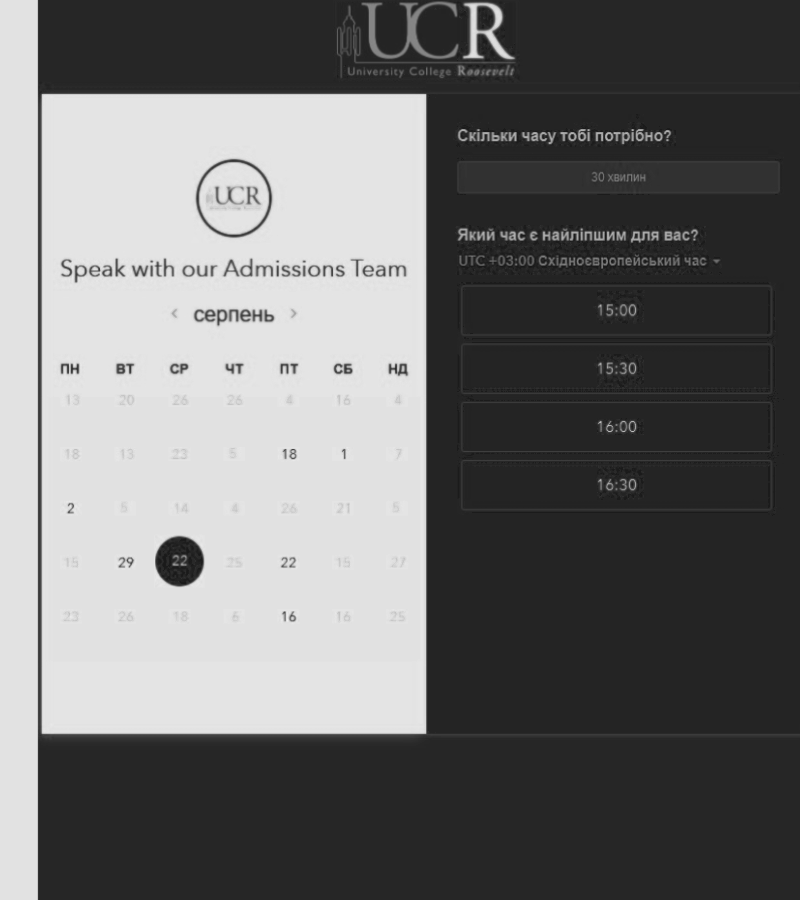 UCR
University College Roosevelt
UCR
Speak with our Admissions Team
‹ серпень ›
ПН ВТ СР ЧТ ПТ СБ НД
13 20 26 26 4 16 4
18 13 23 5 18 1 7
2 5 14 4 26 21 5
15 29 22 25 22 15 27
23 26 18 6 16 16 25
Скільки часу тобі потрібно?
30 хвилин
Який час є найліпшим для вас?
UTC +03:00 Східноєвропейський час
15:00
15:30
16:00
16:30